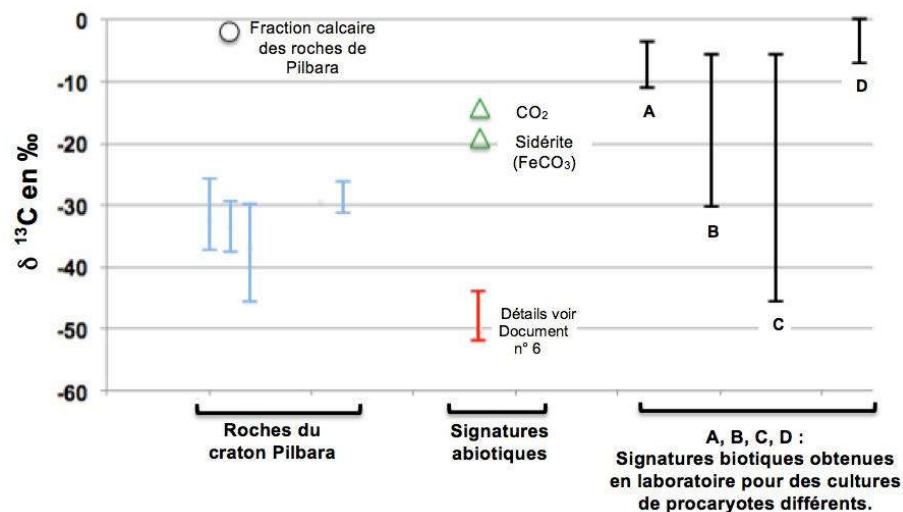 0
-10
-20
-30
-40
-50
-60
δ ¹³C en ‰
Fraction calcaire
des roches de
Pilbara
CO₂
Sidérite
(FeCO₃)
Détails voir
Document
n° 6
A
B
C
D
Roches du
craton Pilbara
Signatures
abiotiques
A, B, C, D :
Signatures biotiques obtenues
en laboratoire pour des cultures
de procaryotes différents.